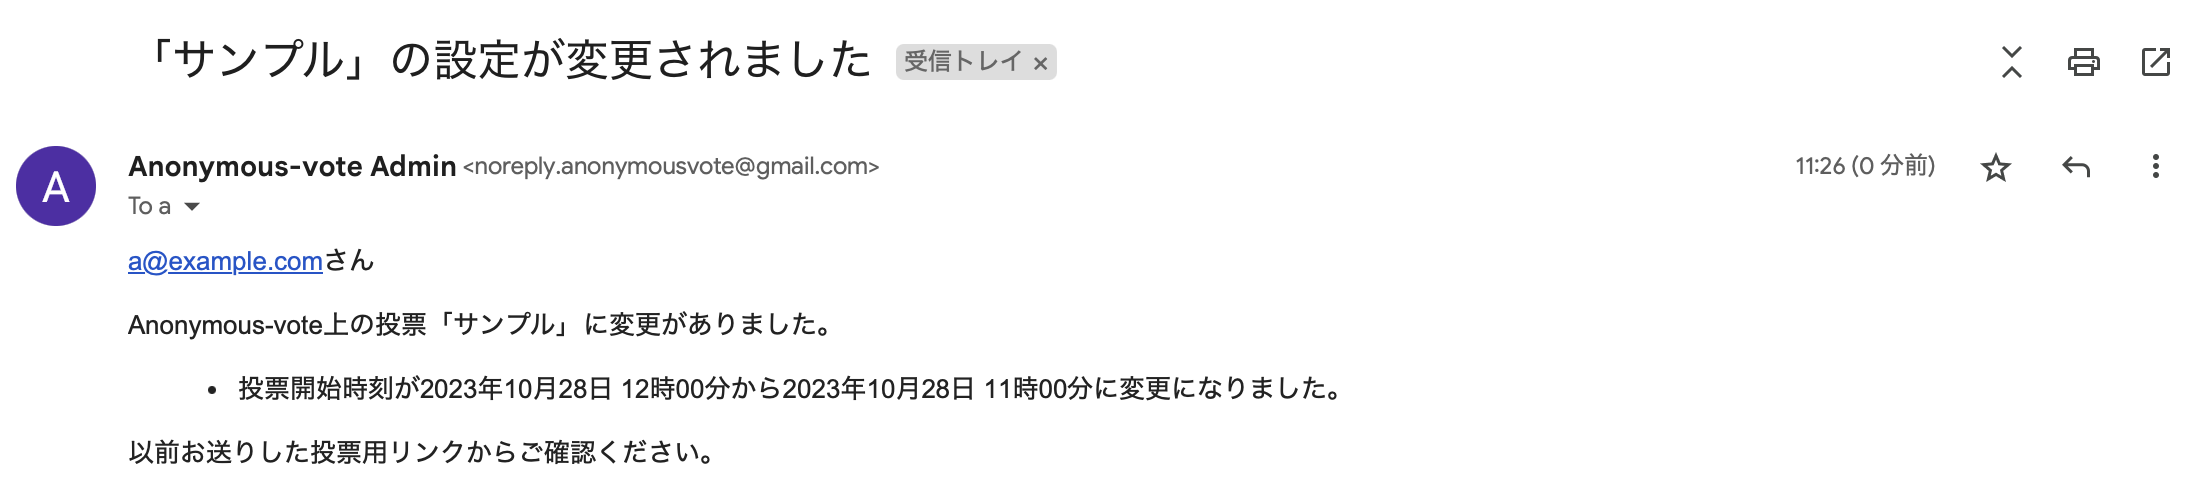 「サンプル」の設定が変更されました 受信トレイ ×
A
Anonymous-vote Admin <noreply.anonymousvote@gmail.com> 11:26 (0 分前)
To a
a@example.comさん
Anonymous-vote上の投票「サンプル」に変更がありました。
• 投票開始時刻が2023年10月28日 12時00分から2023年10月28日 11時00分に変更になりました。
以前お送りした投票用リンクからご確認ください。